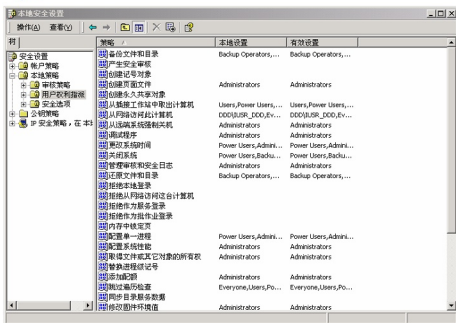 本地安全设置
操作(A) 查看(V)
树
策略 本地设置 有效设置
安全设置
帐户策略
本地策略
审核策略
用户权利指派
安全选项
公钥策略
IP 安全策略，在 本
备份文件和目录 Backup Operators,... Backup Operators,...
产生安全审核
创建记号对象
创建页面文件 Administrators Administrators
创建永久共享对象
从插接工作站中取出计算机 Users,Power Users,... Users,Power Users,...
从网络访问此计算机 DDD\IUSR_DDD,Ev... DDD\IUSR_DDD,Ev...
从远端系统强制关机 Administrators Administrators
调试程序 Administrators Administrators
更改系统时间 Power Users,Admini... Power Users,Admini...
关闭系统 Power Users,Backu... Power Users,Backu...
管理审核和安全日志 Administrators Administrators
还原文件和目录 Backup Operators,... Backup Operators,...
拒绝本地登录
拒绝从网络访问这台计算机
拒绝作为服务登录
拒绝作为批作业登录
内存中锁定页
配置单一进程 Power Users,Admini... Power Users,Admini...
配置系统性能 Administrators Administrators
取得文件或其它对象的所有权 Administrators Administrators
替换进程级记号
添加配额 Administrators Administrators
跳过遍历检查 Everyone,Users,Po... Everyone,Users,Po...
同步目录服务数据
修改固件环境值 Administrators Administrators